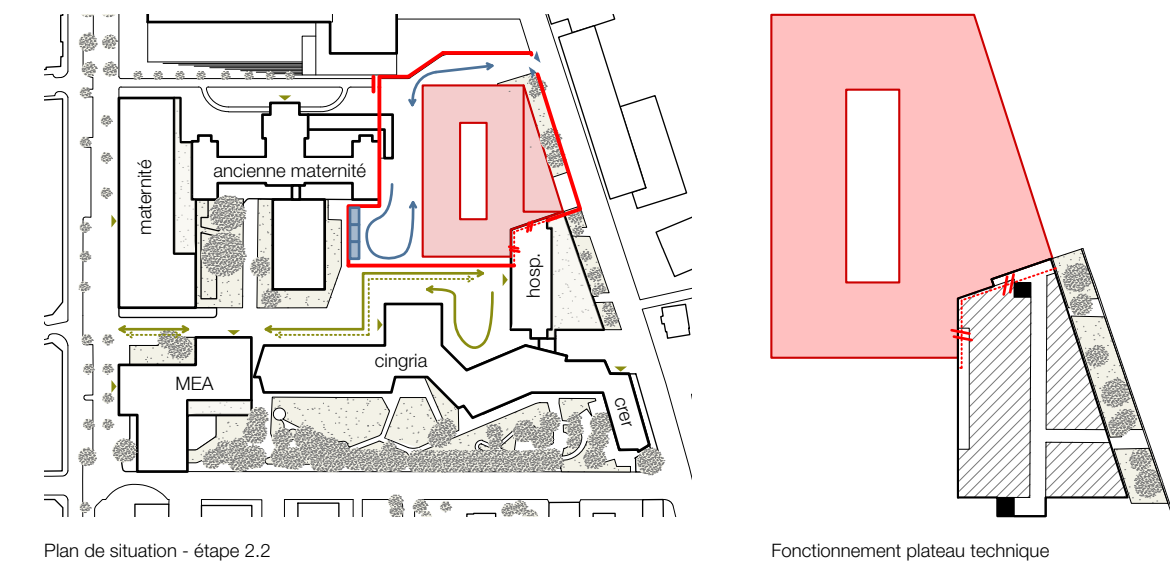 maternité
ancienne maternité
hosp.
cingria
MEA
crer
Plan de situation - étape 2.2
Fonctionnement plateau technique